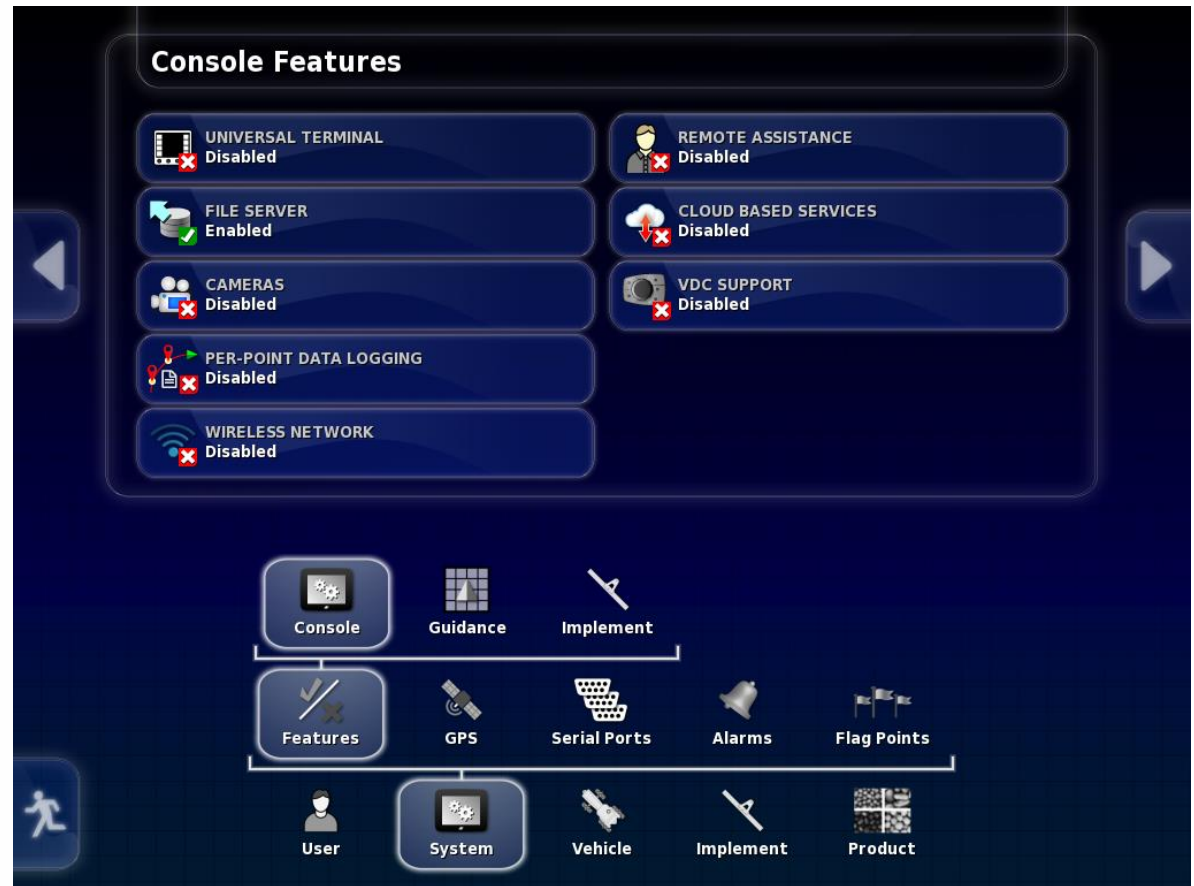 Console Features
UNIVERSAL TERMINAL
Disabled
REMOTE ASSISTANCE
Disabled
FILE SERVER
Enabled
CLOUD BASED SERVICES
Disabled
CAMERAS
Disabled
VDC SUPPORT
Disabled
PER-POINT DATA LOGGING
Disabled
WIRELESS NETWORK
Disabled
Console
Guidance
Implement
Features
GPS
Serial Ports
Alarms
Flag Points
User
System
Vehicle
Implement
Product